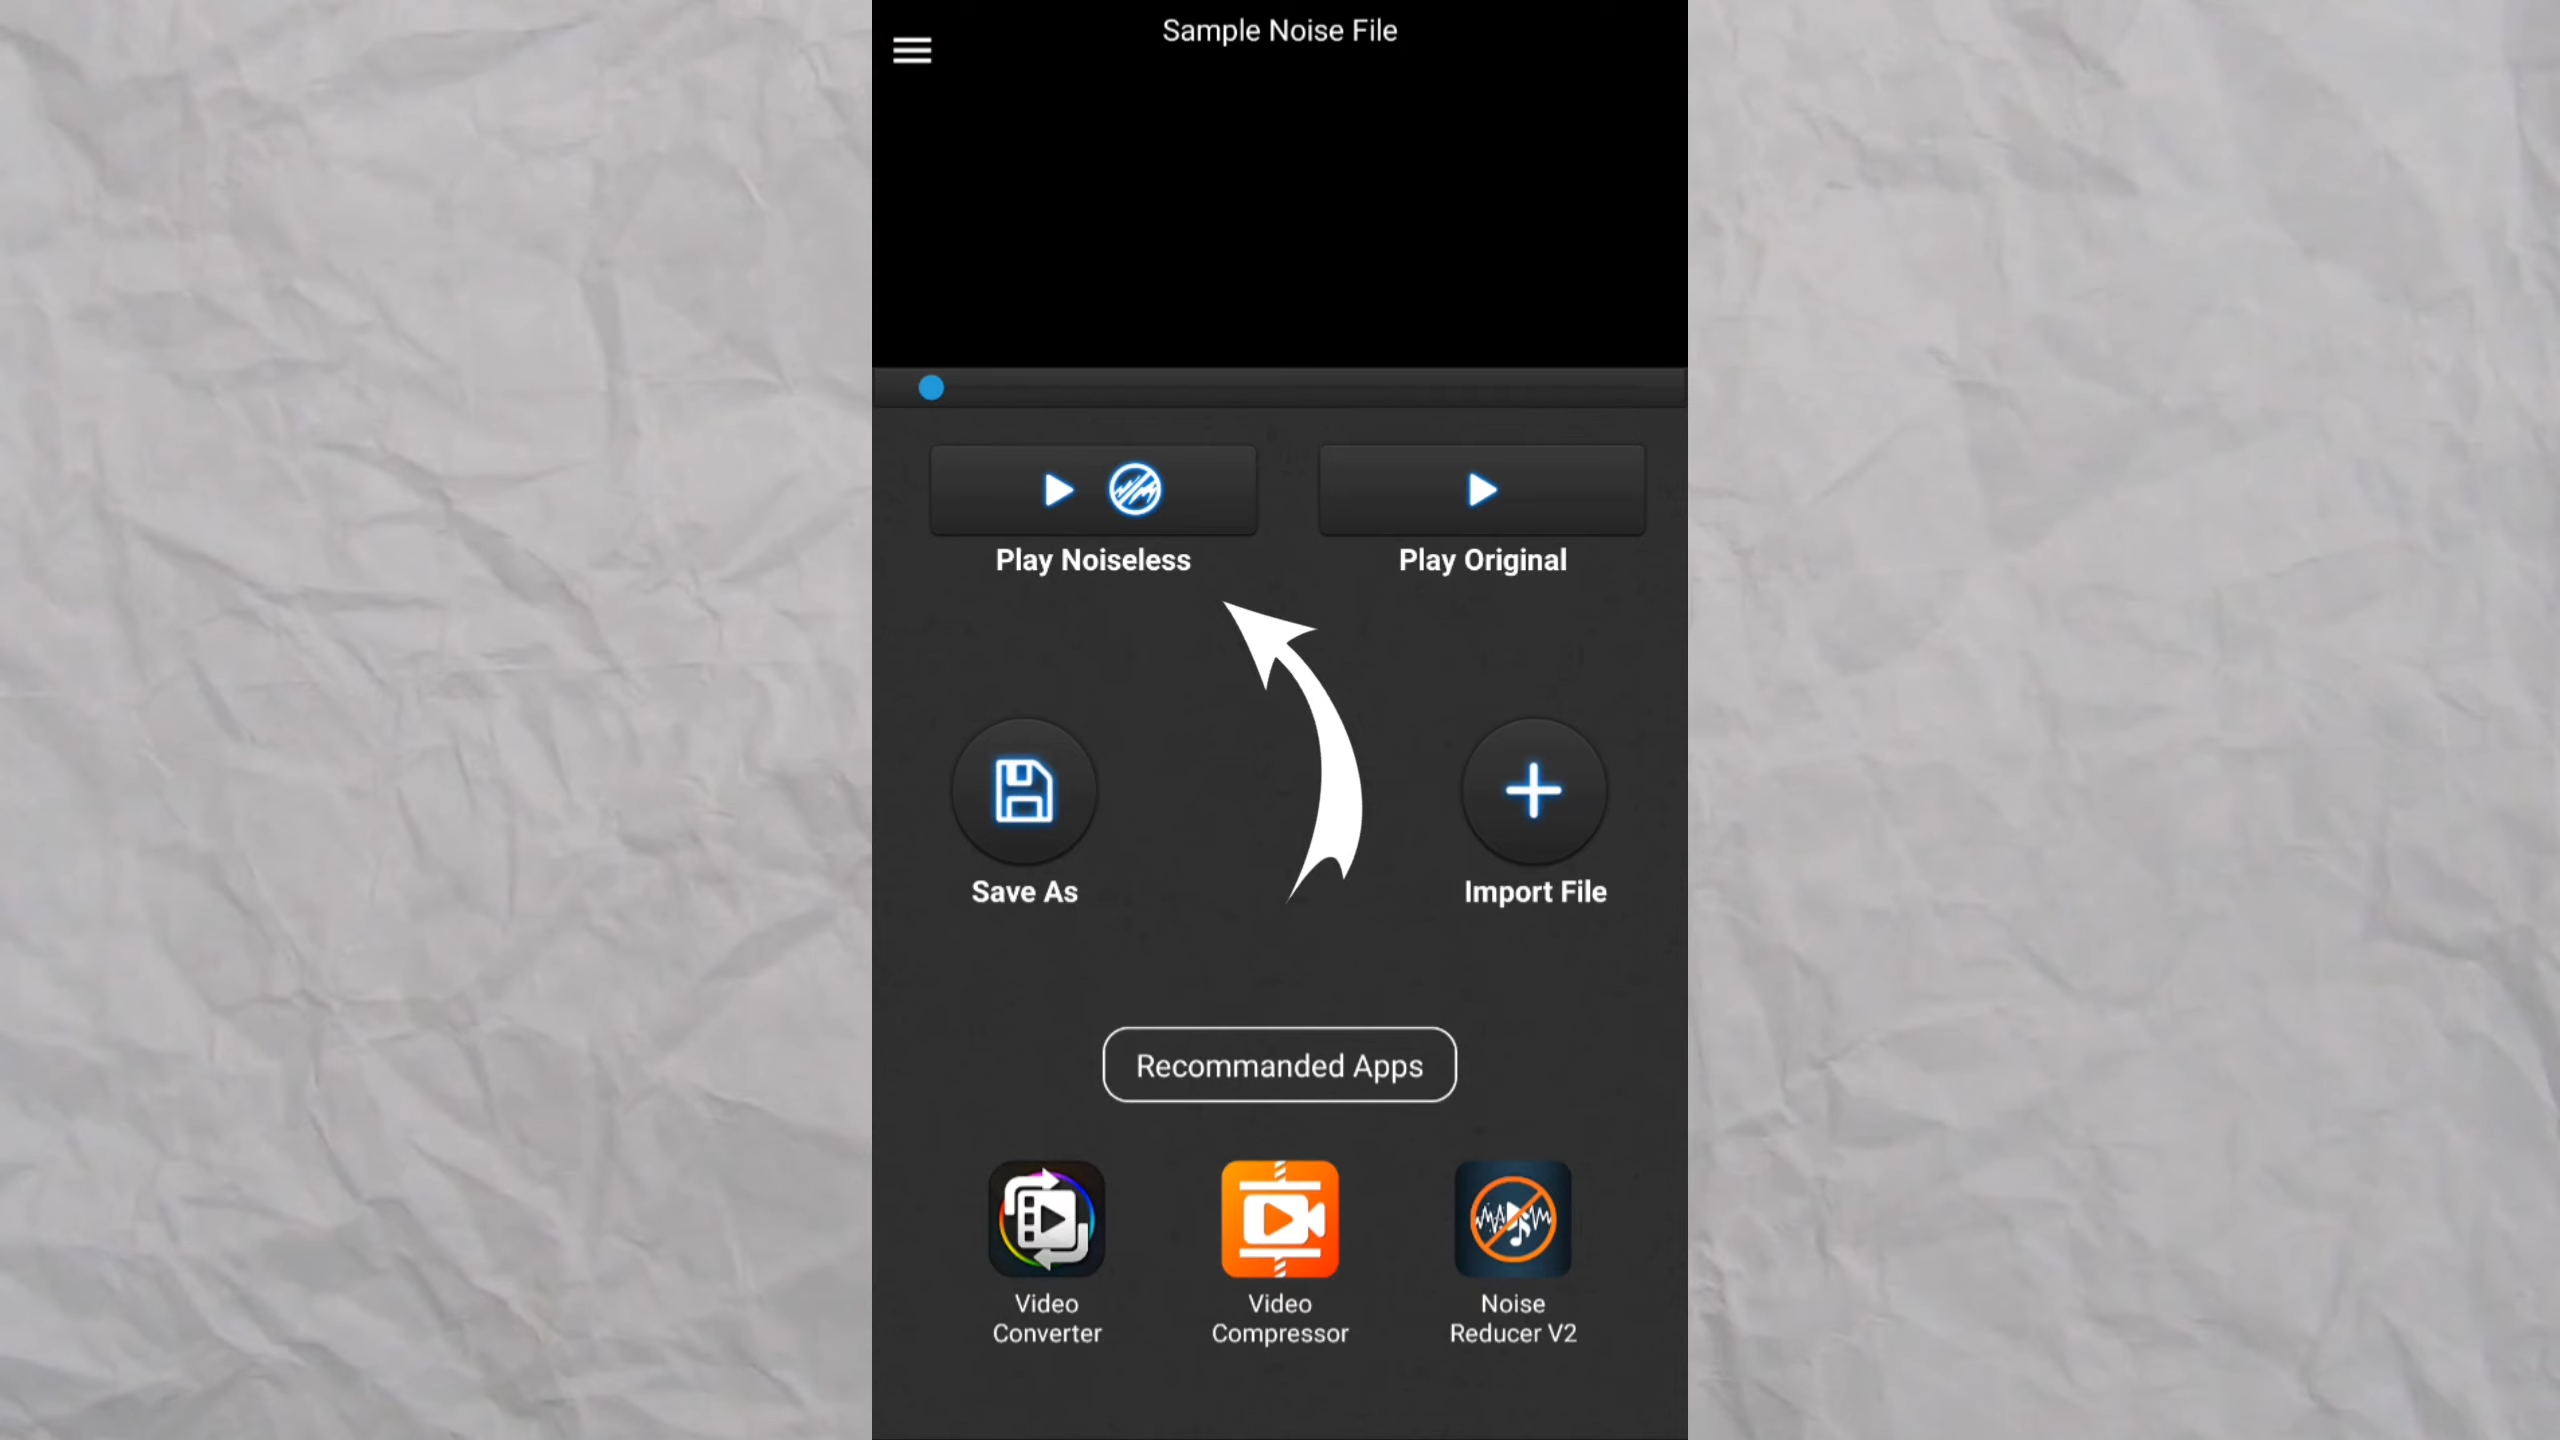 Sample Noise File
Play Noiseless
Play Original
Save As
Import File
Recommanded Apps
Video
Converter
Video
Compressor
Noise
Reducer V2